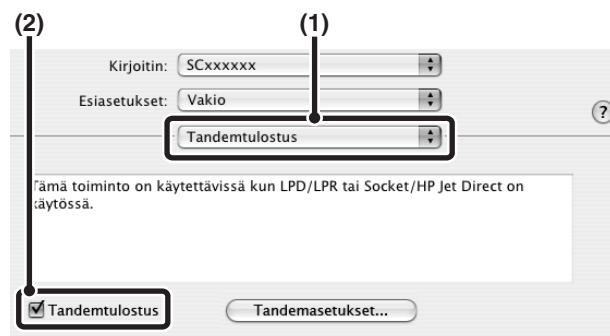 (2)
(1)
Kirjoitin: SCxxxxxx
Esiasetukset: Vakio
?
Tandemtulostus
Tämä toiminto on käytettävissä kun LPD/LPR tai Socket/HP Jet Direct on
käytössä.
Tandemtulostus Tandemasetukset...